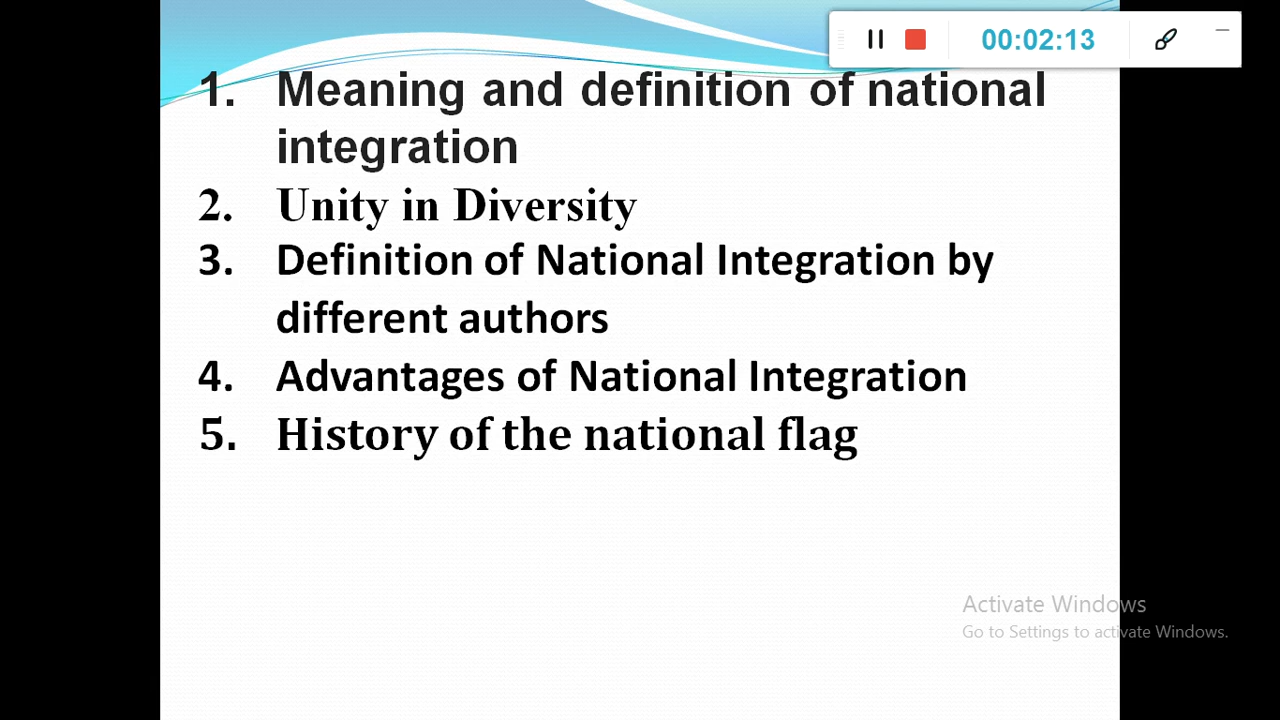 00:02:13
1. Meaning and definition of national
integration
2. Unity in Diversity
3. Definition of National Integration by
different authors
4. Advantages of National Integration
5. History of the national flag
Activate Windows
Go to Settings to activate Windows.